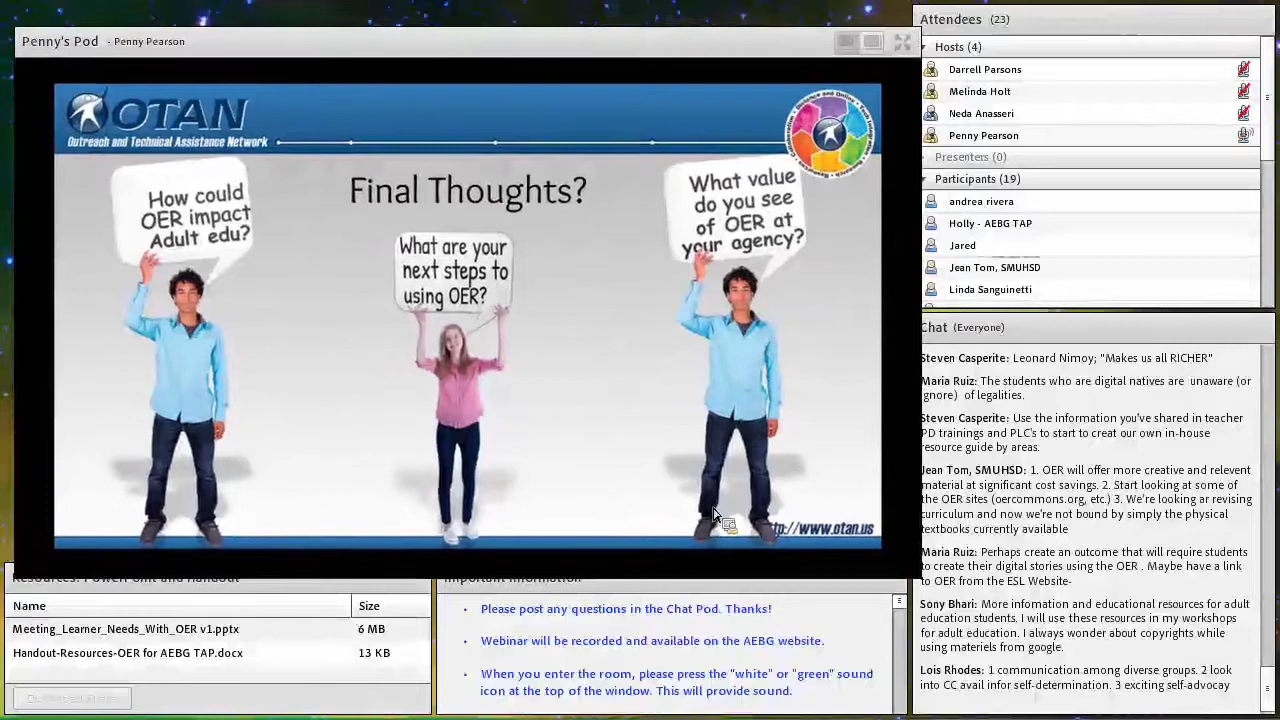 Penny's Pod - Penny Pearson
OTAN
Outreach and Technical Assistance Network
Final Thoughts?
How could
OER impact
Adult edu?
What are your
next steps to
using OER?
What value
do you see
of OER at
your agency?
http://www.otan.us
Attendees (23)
Hosts (4)
Darrell Parsons
Melinda Holt
Neda Anasseri
Penny Pearson
Presenters (0)
Participants (19)
andrea rivera
Holly - AEBG TAP
Jared
Jean Tom, SMUHSD
Linda Sanguinetti
Chat (Everyone)
Steven Casperite: Leonard Nimoy; "Makes us all RICHER"
Maria Ruiz: The students who are digital natives are unaware (or
ignore) of legalities.
Steven Casperite: Use the information you've shared in teacher
PD trainings and PLC's to start to creat our own in-house
resource guide by areas.
Jean Tom, SMUHSD: 1. OER will offer more creative and relevent
material at significant cost savings. 2. Start looking at some of
the OER sites (oercommons.org, etc.) 3. We're looking ar revising
curriculum and now we're not bound by simply the physical
textbooks currently available
Maria Ruiz: Perhaps create an outcome that will require students
to create their digital stories using the OER . Maybe have a link
to OER from the ESL Website-
Sony Bhari: More infomation and educational resources for adult
education students. I will use these resources in my workshops
for adult education. I always wonder about copyrights while
using materiels from google.
Lois Rhodes: 1 communication among diverse groups. 2 look
into CC avail infor self-determination. 3 exciting self-advocay
Resources: PowerPoint and Handout
Name Size
Meeting_Learner_Needs_With_OER v1.pptx 6 MB
Handout-Resources-OER for AEBG TAP.docx 13 KB
Important Information
• Please post any questions in the Chat Pod. Thanks!
• Webinar will be recorded and available on the AEBG website.
• When you enter the room, please press the "white" or "green" sound
icon at the top of the window. This will provide sound.